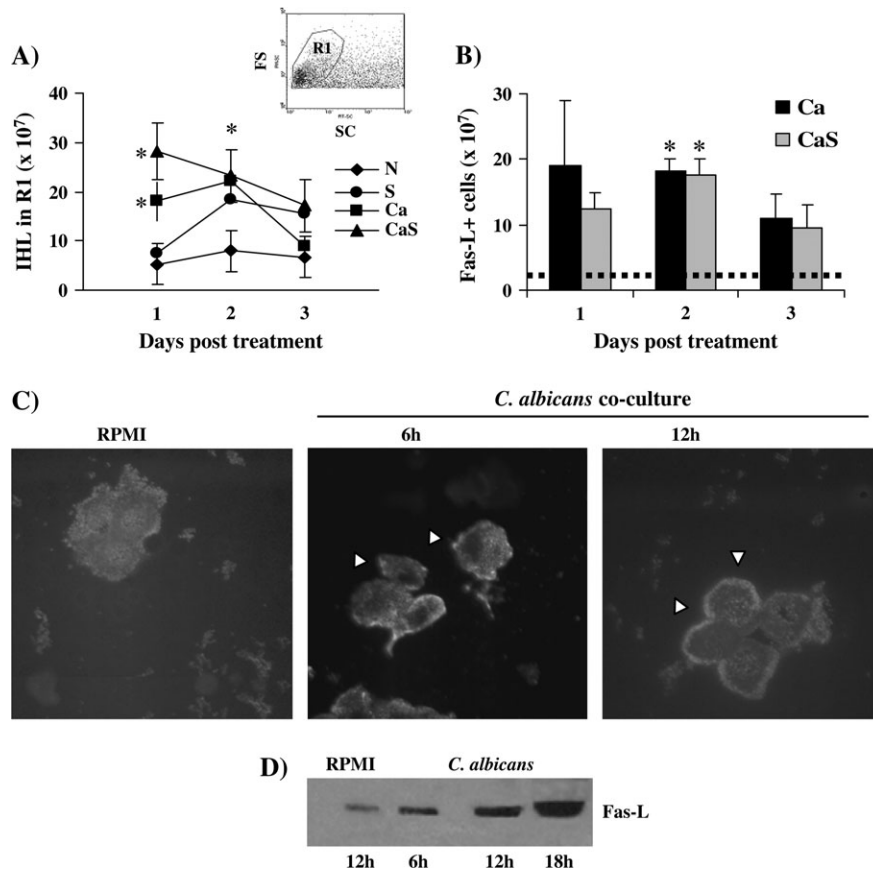 A)
FS
R1
SC
IHL in R1 (x 10⁷)
40
30
20
10
0
*
*
*
N
S
Ca
CaS
1 2 3
Days post treatment
B)
Fas-L+ cells (x 10⁷)
40
30
20
10
0
* *
Ca
CaS
1 2 3
Days post treatment
C)
C. albicans co-culture
RPMI 6h 12h
D)
RPMI C. albicans
Fas-L
12h 6h 12h 18h